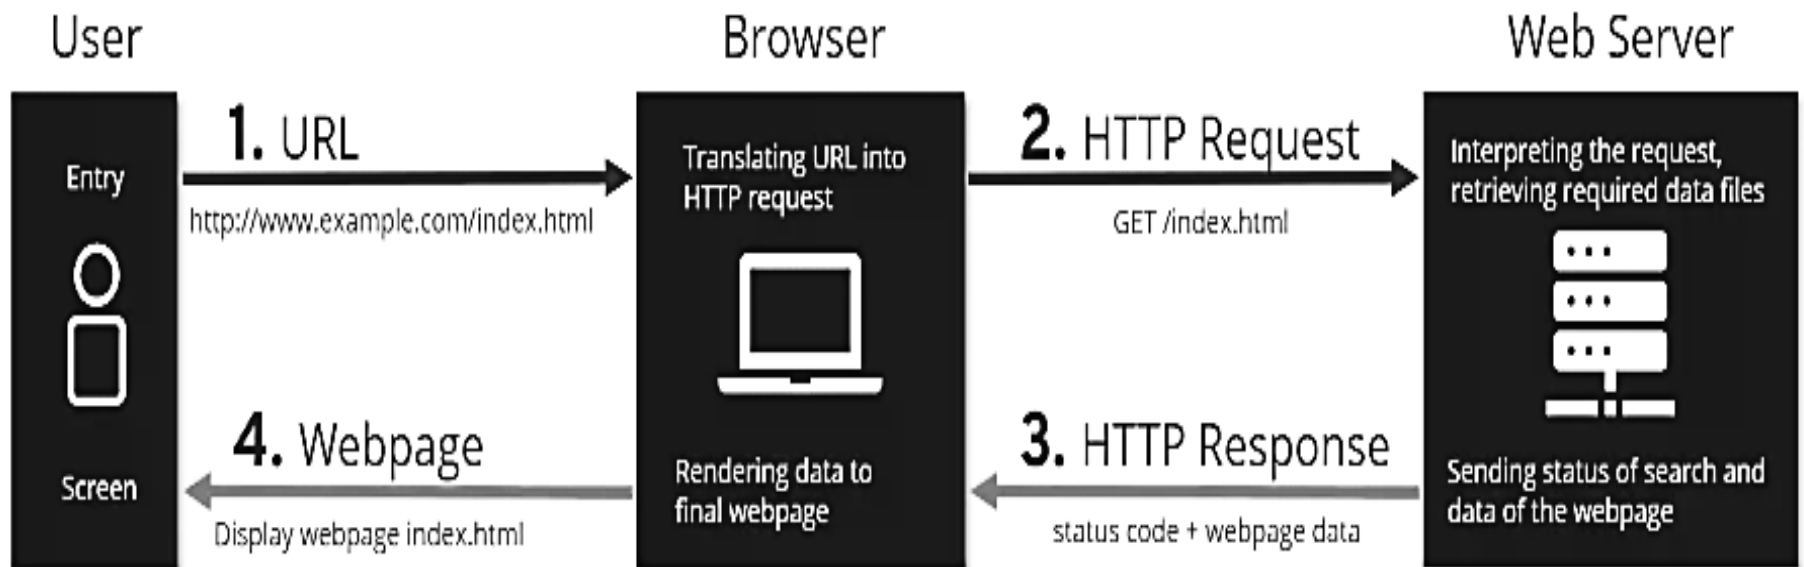 User
Browser
Web Server
Entry
1. URL
http://www.example.com/index.html
Translating URL into
HTTP request
2. HTTP Request
GET /index.html
Interpreting the request,
retrieving required data files
Sending status of search and
data of the webpage
3. HTTP Response
status code + webpage data
Rendering data to
final webpage
4. Webpage
Display webpage index.html
Screen